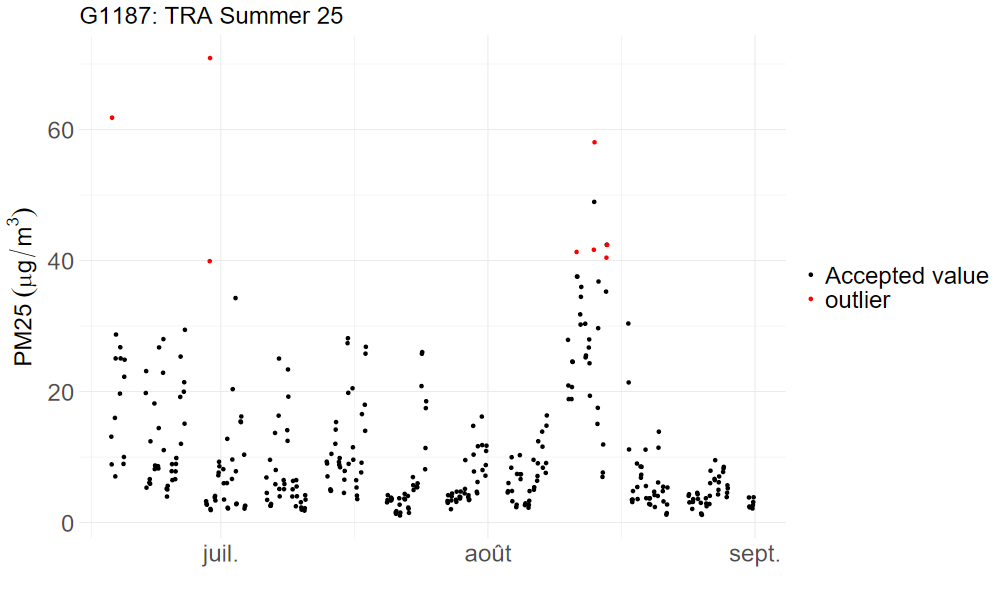 G1187: TRA Summer 25
PM25 (μg/m³)
60
40
20
0
juil.
août
sept.
Accepted value
outlier